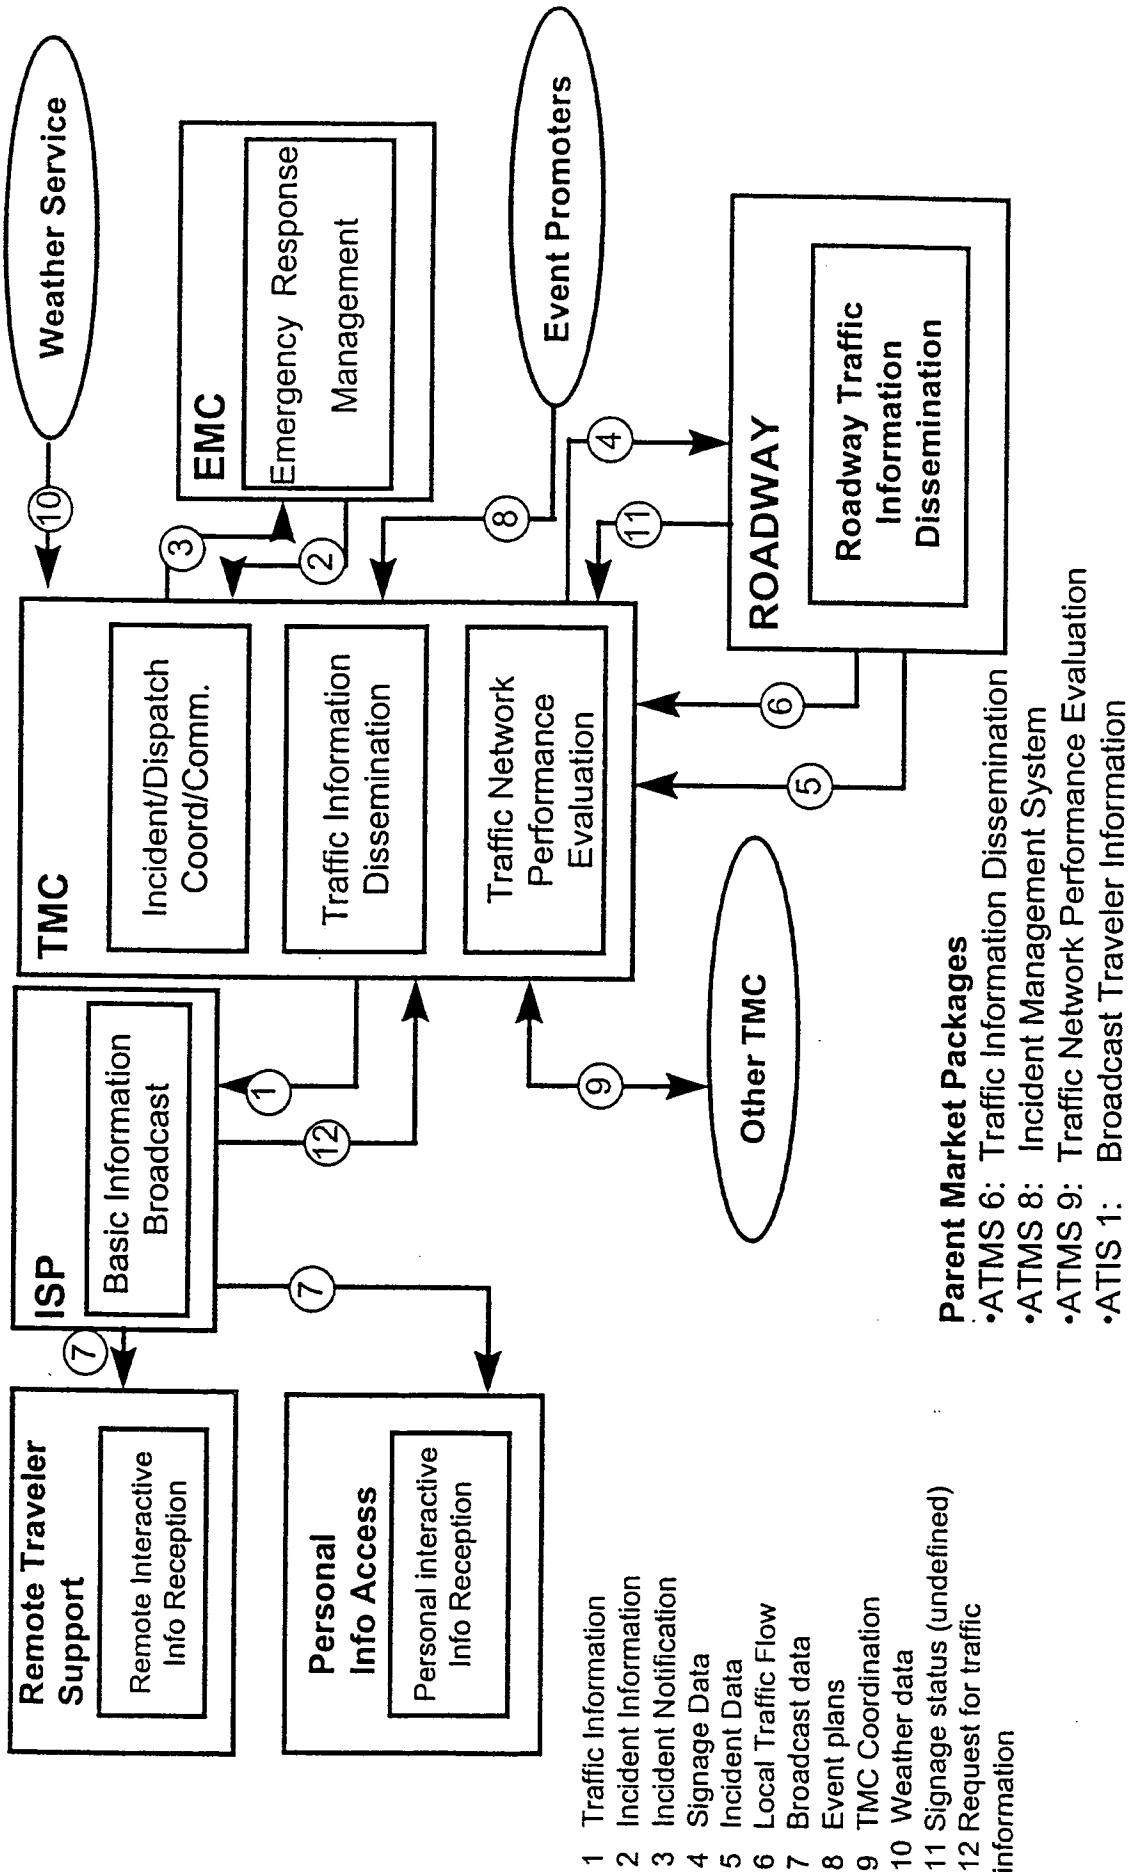 Remote Traveler
Support
Remote Interactive
Info Reception
7
ISP
Basic Information
Broadcast
TMC
Incident/Dispatch
Coord/Comm.
Traffic Information
Dissemination
Traffic Network
Performance
Evaluation
10
Weather Service
3
2
EMC
Emergency Response
Management
Personal
Info Access
Personal interactive
Info Reception
7
1
12
8
Event Promoters
9
Other TMC
4
11
6
5
ROADWAY
Roadway Traffic
Information
Dissemination
1 Traffic Information
2 Incident Information
3 Incident Notification
4 Signage Data
5 Incident Data
6 Local Traffic Flow
7 Broadcast data
8 Event plans
9 TMC Coordination
10 Weather data
11 Signage status (undefined)
12 Request for traffic
information
Parent Market Packages
•ATMS 6: Traffic Information Dissemination
•ATMS 8: Incident Management System
•ATMS 9: Traffic Network Performance Evaluation
•ATIS 1: Broadcast Traveler Information